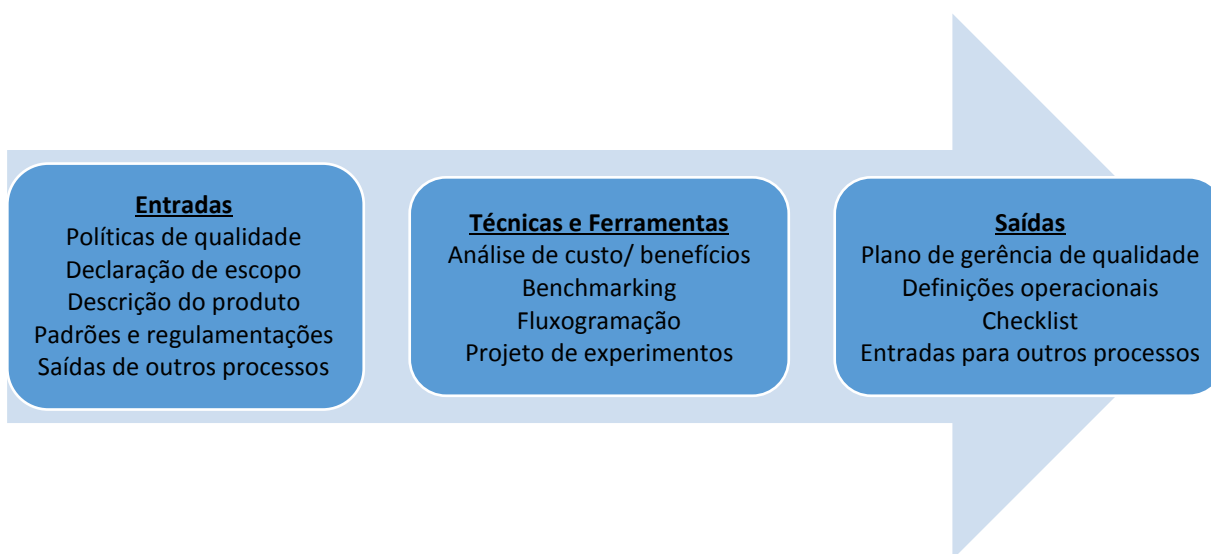 Entradas
Políticas de qualidade
Declaração de escopo
Descrição do produto
Padrões e regulamentações
Saídas de outros processos
Técnicas e Ferramentas
Análise de custo/ benefícios
Benchmarking
Fluxogramação
Projeto de experimentos
Saídas
Plano de gerência de qualidade
Definições operacionais
Checklist
Entradas para outros processos